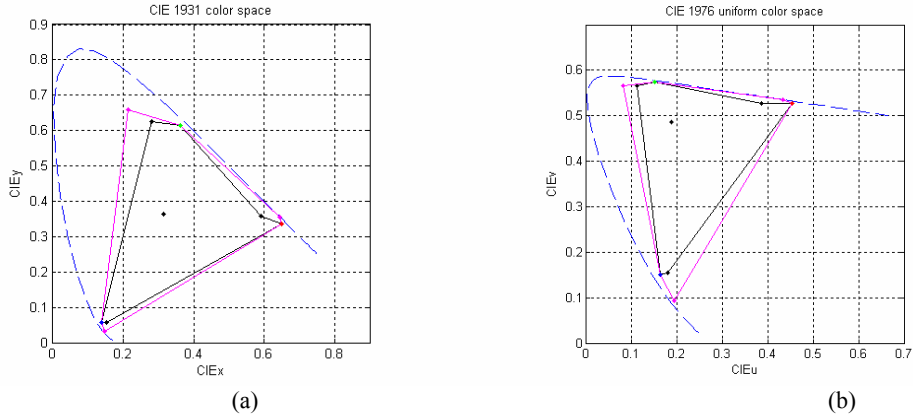 CIE 1931 color space
0.9
0.8
0.7
0.6
0.5
0.4
0.3
0.2
0.1
0
CIEy
0 0.2 0.4 0.6 0.8
CIEx
(a)
CIE 1976 uniform color space
0.6
0.5
0.4
0.3
0.2
0.1
0
CIEv
0 0.1 0.2 0.3 0.4 0.5 0.6 0.7
CIEu
(b)